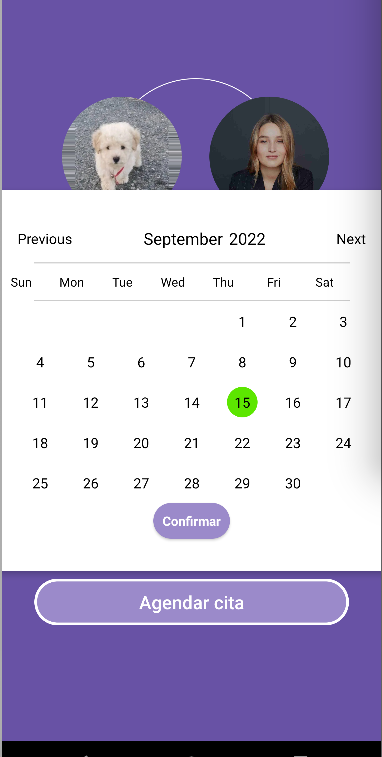 Previous September 2022 Next
Sun Mon Tue Wed Thu Fri Sat
1 2 3
4 5 6 7 8 9 10
11 12 13 14 15 16 17
18 19 20 21 22 23 24
25 26 27 28 29 30
Confirmar
Agendar cita